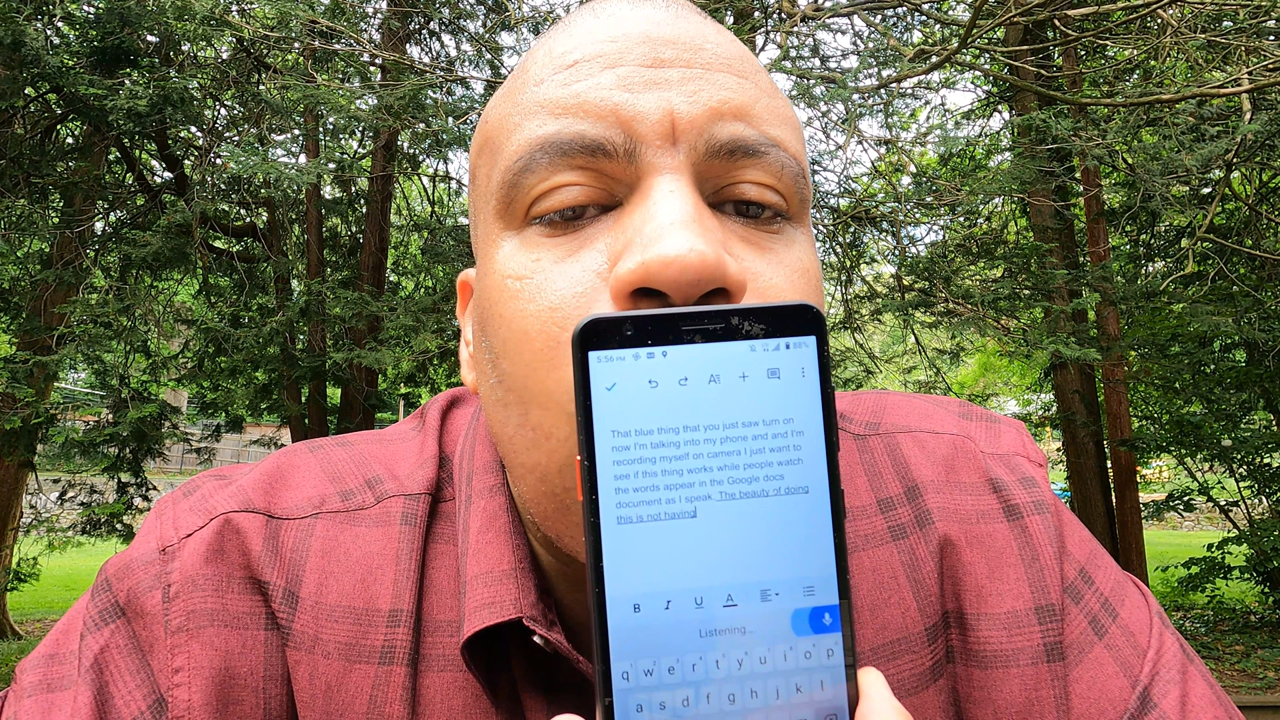 5:56 PM 88%
That blue thing that you just saw turn on
now I'm talking into my phone and and I'm
recording myself on camera I just want to
see if this thing works while people watch
the words appear in the Google docs
document as I speak. The beauty of doing
this is not having
B I U A
Listening...
q w e r t y u i o p
a s d f g h j k l